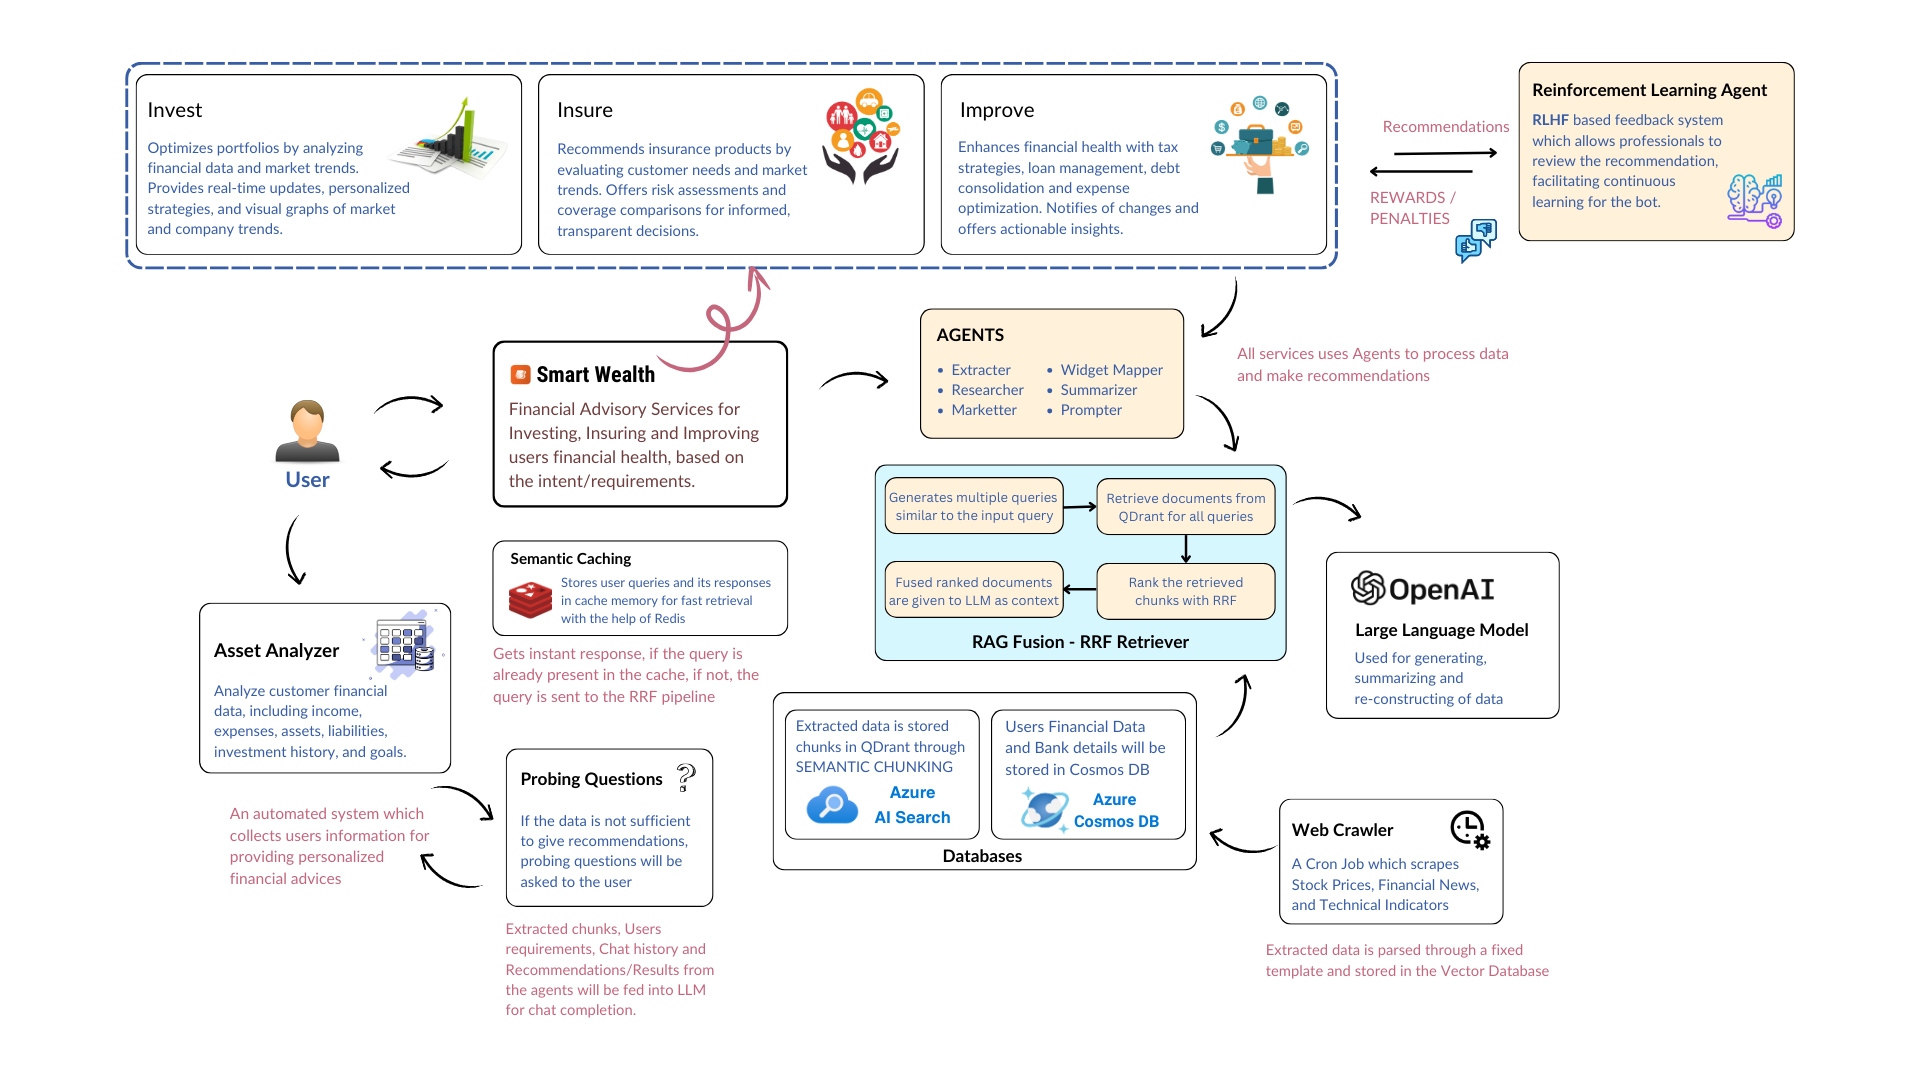 Invest
Optimizes portfolios by analyzing
financial data and market trends.
Provides real-time updates, personalized
strategies, and visual graphs of market
and company trends.
Insure
Recommends insurance products by
evaluating customer needs and market
trends. Offers risk assessments and
coverage comparisons for informed,
transparent decisions.
Improve
Enhances financial health with tax
strategies, loan management, debt
consolidation and expense
optimization. Notifies of changes and
offers actionable insights.
Recommendations
REWARDS /
PENALTIES
Reinforcement Learning Agent
RLHF based feedback system
which allows professionals to
review the recommendation,
facilitating continuous
learning for the bot.
User
Smart Wealth
Financial Advisory Services for
Investing, Insuring and Improving
users financial health, based on
the intent/requirements.
AGENTS
• Extracter
• Researcher
• Marketter
• Widget Mapper
• Summarizer
• Prompter
All services uses Agents to process data
and make recommendations
Semantic Caching
Stores user queries and its responses
in cache memory for fast retrieval
with the help of Redis
Gets instant response, if the query is
already present in the cache, if not, the
query is sent to the RRF pipeline
Generates multiple queries
similar to the input query
Retrieve documents from
QDrant for all queries
Fused ranked documents
are given to LLM as context
Rank the retrieved
chunks with RRF
RAG Fusion - RRF Retriever
OpenAI
Large Language Model
Used for generating,
summarizing and
re-constructing of data
Asset Analyzer
Analyze customer financial
data, including income,
expenses, assets, liabilities,
investment history, and goals.
An automated system which
collects users information for
providing personalized
financial advices
Probing Questions
?
If the data is not sufficient
to give recommendations,
probing questions will be
asked to the user
Extracted chunks, Users
requirements, Chat history and
Recommendations/Results from
the agents will be fed into LLM
for chat completion.
Extracted data is stored
chunks in QDrant through
SEMANTIC CHUNKING
Azure
AI Search
Users Financial Data
and Bank details will be
stored in Cosmos DB
Azure
Cosmos DB
Databases
Web Crawler
A Cron Job which scrapes
Stock Prices, Financial News,
and Technical Indicators
Extracted data is parsed through a fixed
template and stored in the Vector Database